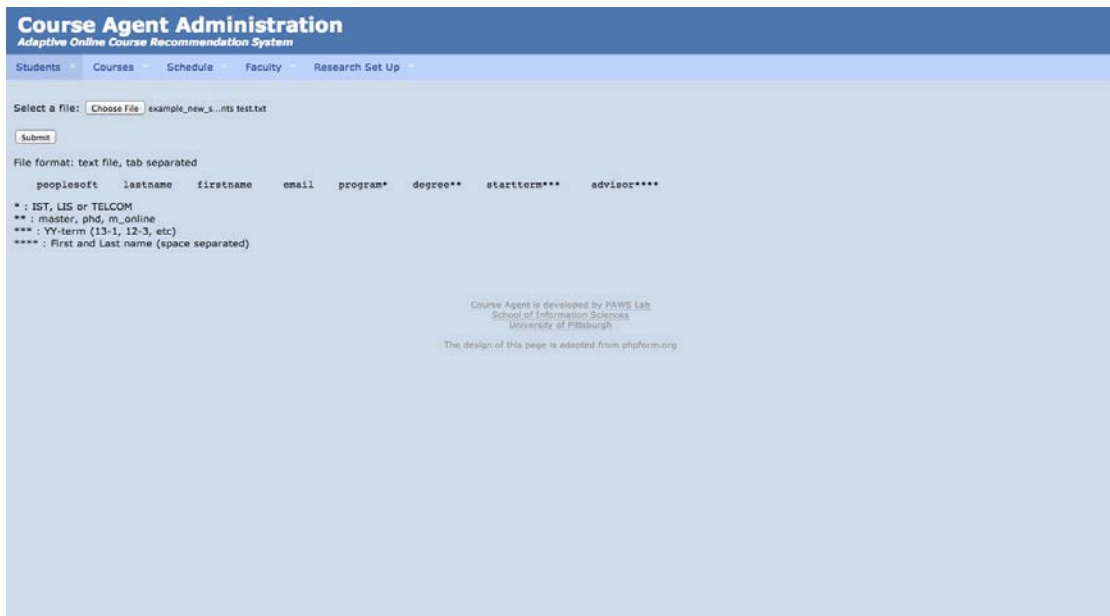 Course Agent Administration
Adaptive Online Course Recommendation System
Students Courses Schedule Faculty Research Set Up
Select a file: Choose File example_new_s...nts test.txt
Submit
File format: text file, tab separated
peoplesoft lastname firstname email program* degree** startterm*** advisor****
* : IST, LIS or TELCOM
** : master, phd, m_online
*** : YY-term (13-1, 12-3, etc)
**** : First and Last name (space separated)
Course Agent is developed by PAWS Lab
School of Information Sciences
University of Pittsburgh
The design of this page is adapted from phpform.org